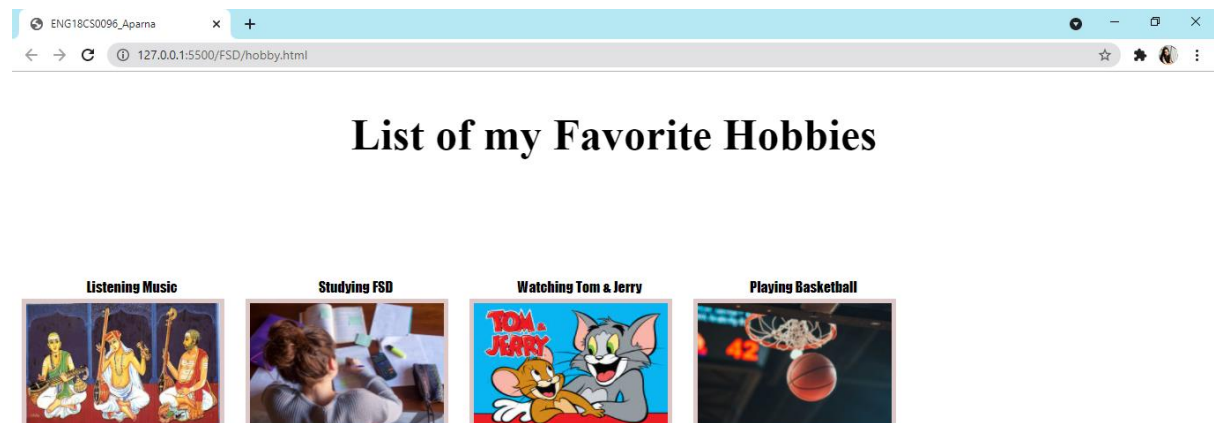 ENG18CS0096_Aparna
127.0.0.1:5500/FSD/hobby.html
List of my Favorite Hobbies
Listening Music
Studying FSD
Watching Tom & Jerry
Playing Basketball
TOM &
JERRY
42